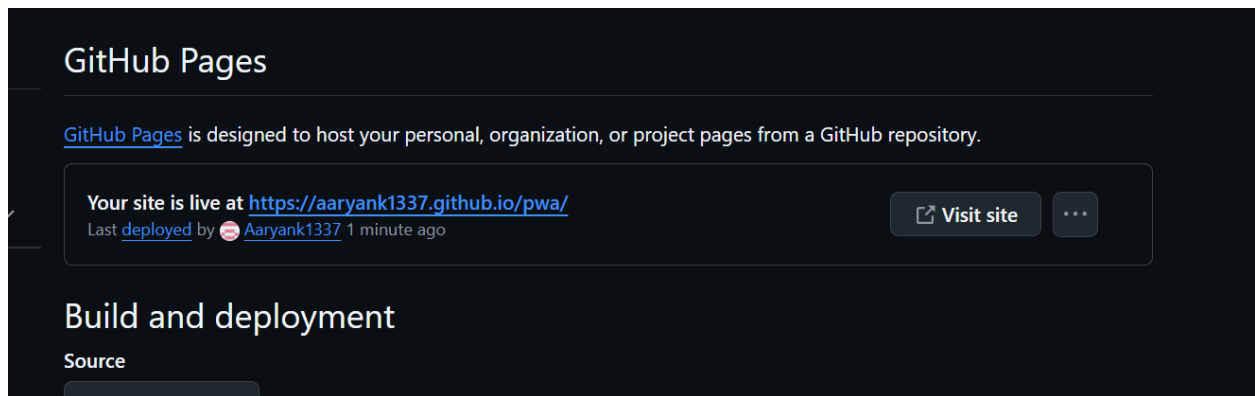 GitHub Pages
GitHub Pages is designed to host your personal, organization, or project pages from a GitHub repository.
Your site is live at https://aaryank1337.github.io/pwa/
Last deployed by Aaryank1337 1 minute ago
Visit site
Build and deployment
Source